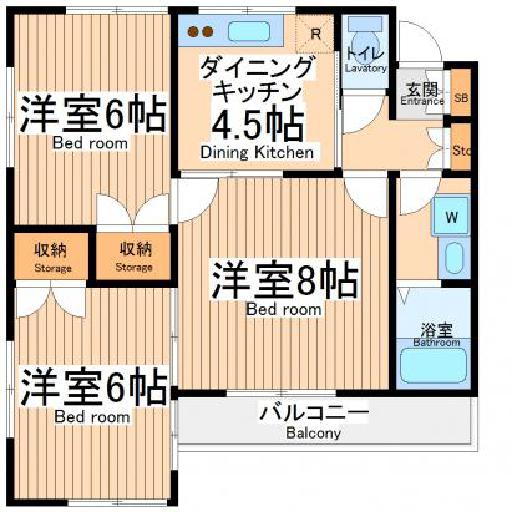 洋室6帖
Bed room
ダイニング
キッチン
4.5帖
Dining Kitchen
R
トイレ
Lavatory
玄関
Entrance
SB
Sto
収納
Storage
収納
Storage
洋室8帖
Bed room
W
浴室
Bathroom
洋室6帖
Bed room
バルコニー
Balcony